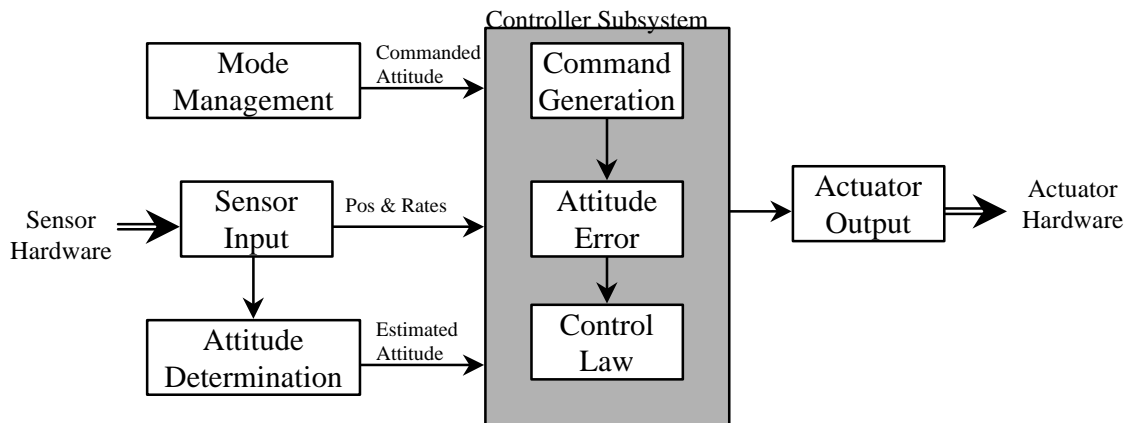 Controller Subsystem
Mode
Management
Commanded
Attitude
Command
Generation
Sensor
Hardware
Sensor
Input
Pos & Rates
Attitude
Error
Actuator
Output
Actuator
Hardware
Attitude
Determination
Estimated
Attitude
Control
Law